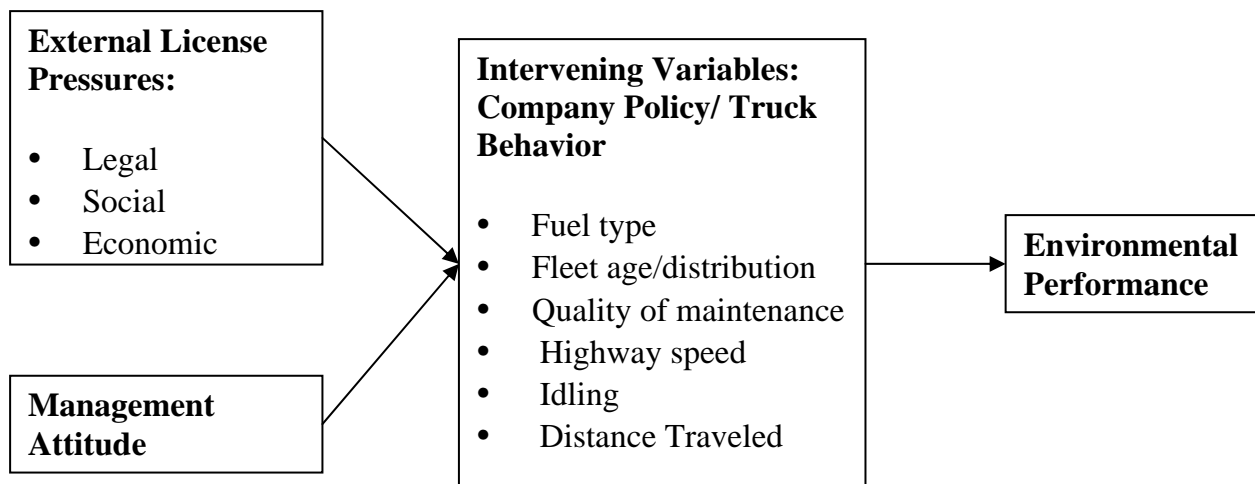 External License
Pressures:
• Legal
• Social
• Economic
Management
Attitude
Intervening Variables:
Company Policy/ Truck
Behavior
• Fuel type
• Fleet age/distribution
• Quality of maintenance
• Highway speed
• Idling
• Distance Traveled
Environmental
Performance